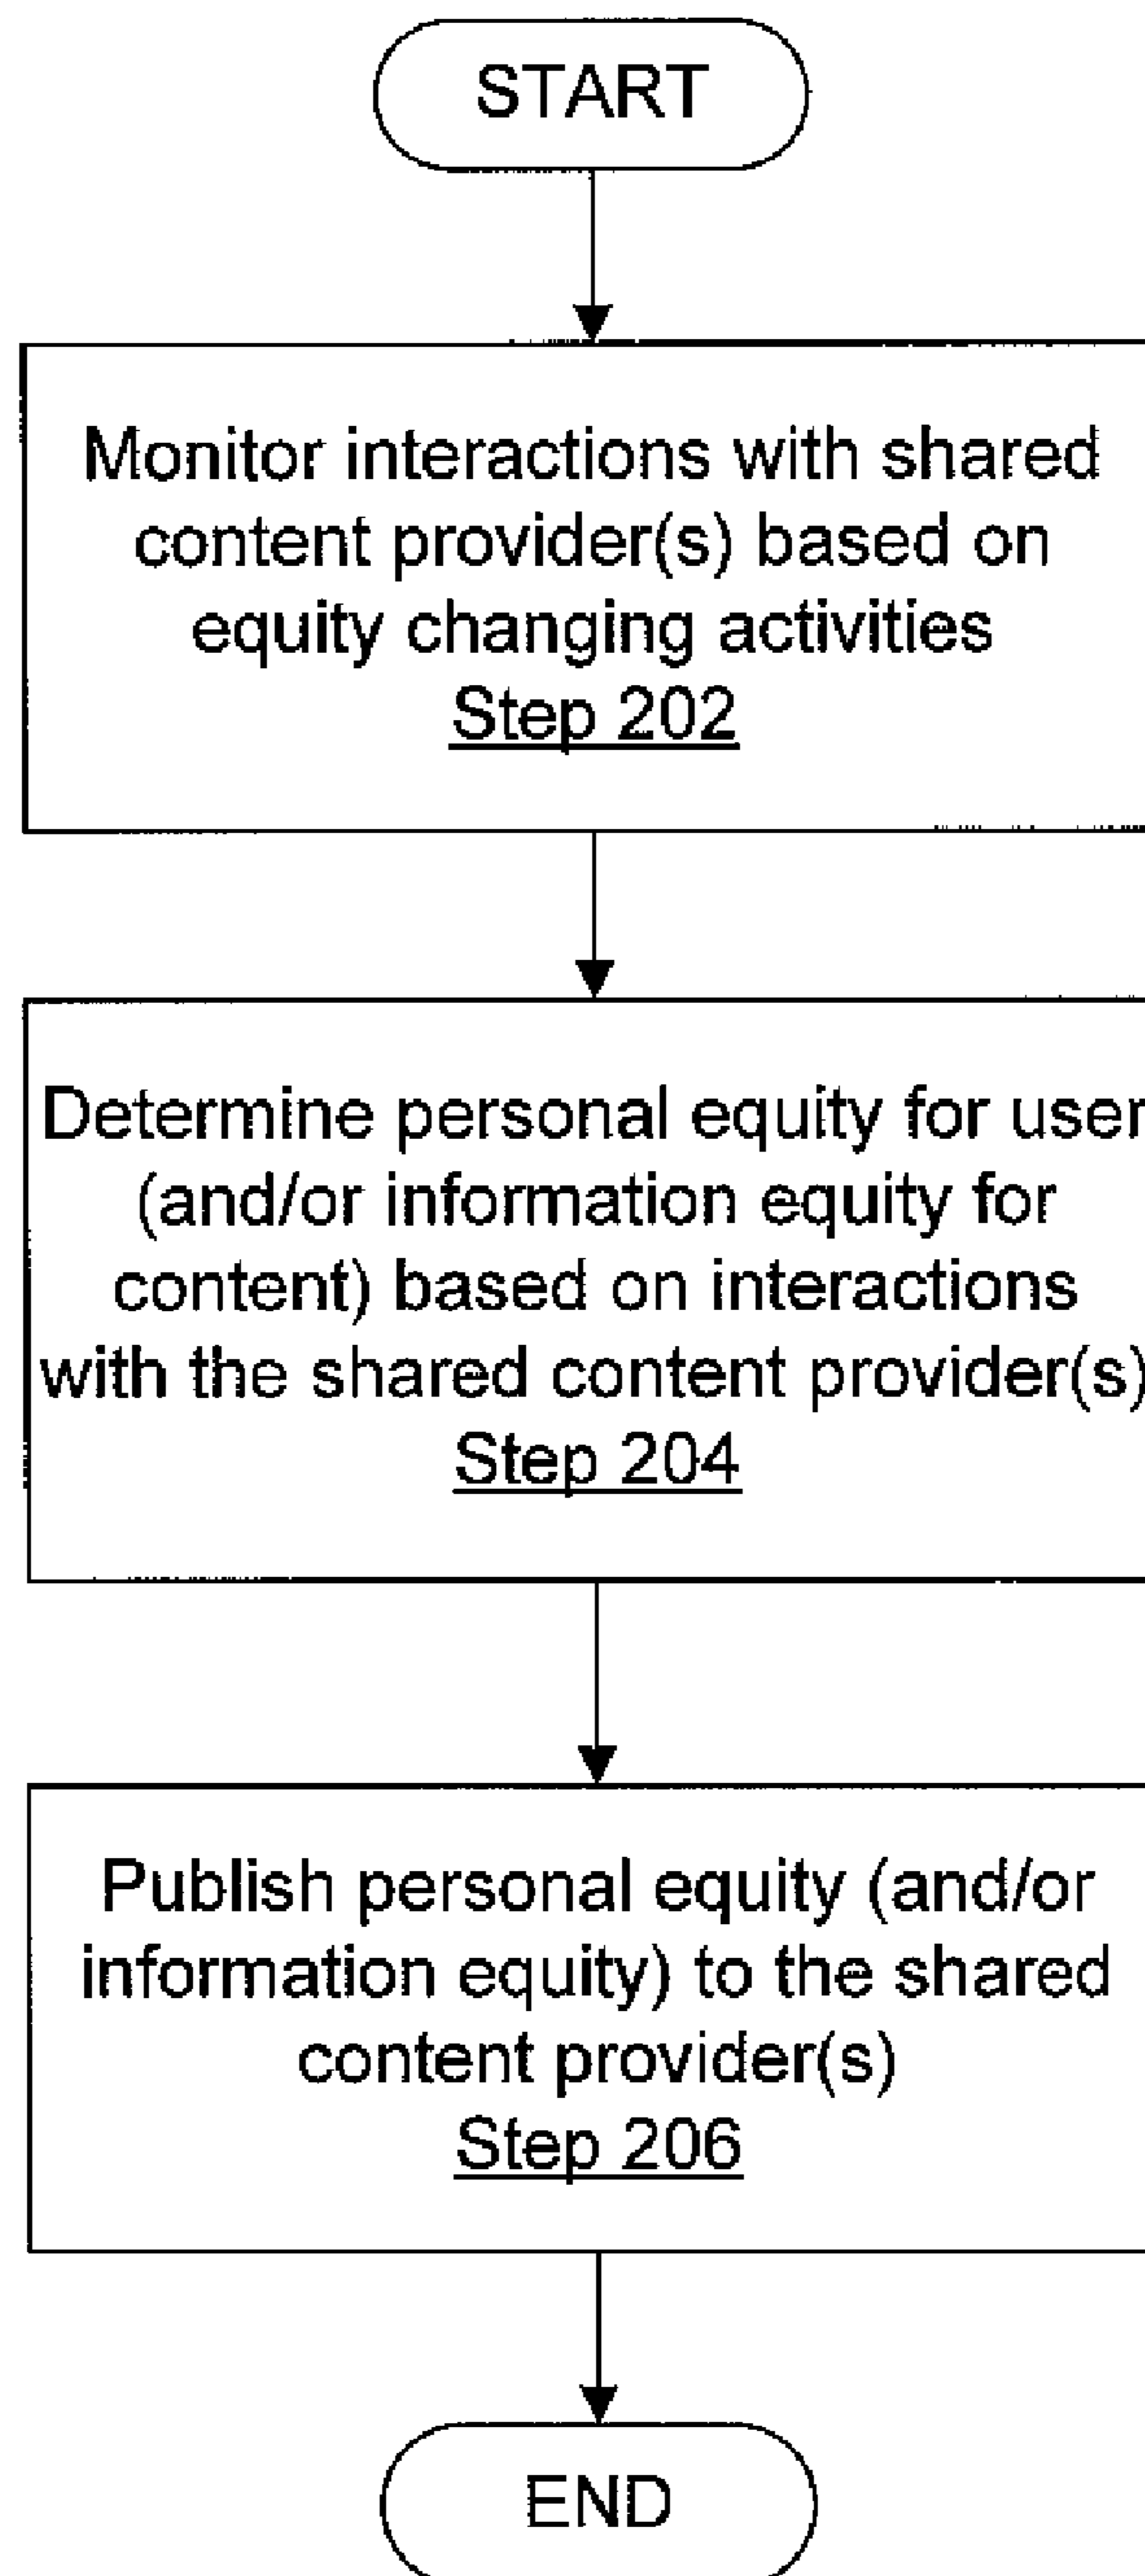 START
Monitor interactions with shared
content provider(s) based on
equity changing activities
Step 202
Determine personal equity for user
(and/or information equity for
content) based on interactions
with the shared content provider(s)
Step 204
Publish personal equity (and/or
information equity) to the shared
content provider(s)
Step 206
END